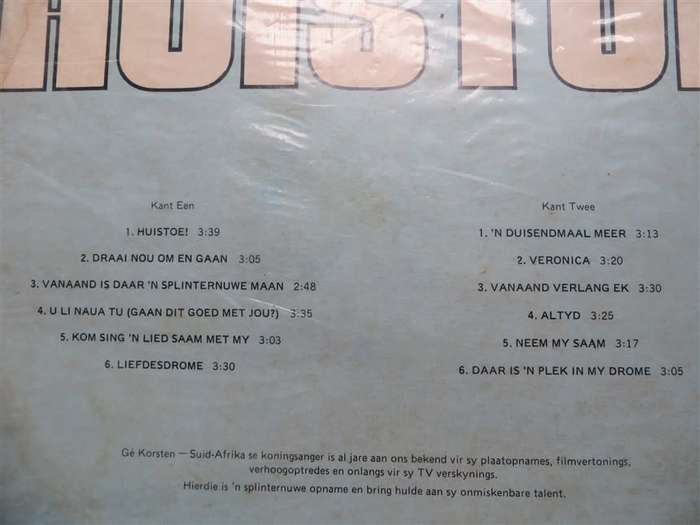 HUISTOE
Kant Een
1. HUISTOE! 3:39
2. DRAAI NOU OM EN GAAN 3:05
3. VANAAND IS DAAR 'N SPLINTERNUWE MAAN 2:48
4. U LI NAUA TU (GAAN DIT GOED MET JOU?) 3:35
5. KOM SING 'N LIED SAAM MET MY 3:03
6. LIEFDESDROME 3:30
Kant Twee
1. 'N DUISENDMAAL MEER 3:13
2. VERONICA 3:20
3. VANAAND VERLANG EK 3:30
4. ALTYD 3:25
5. NEEM MY SAAM 3:17
6. DAAR IS 'N PLEK IN MY DROME 3:05
Gé Korsten — Suid-Afrika se koningsanger is al jare aan ons bekend vir sy plaatopnames, filmvertonings,
verhoogoptredes en onlangs vir sy TV verskynings.
Hierdie is 'n splinternuwe opname en bring hulde aan sy onmiskenbare talent.